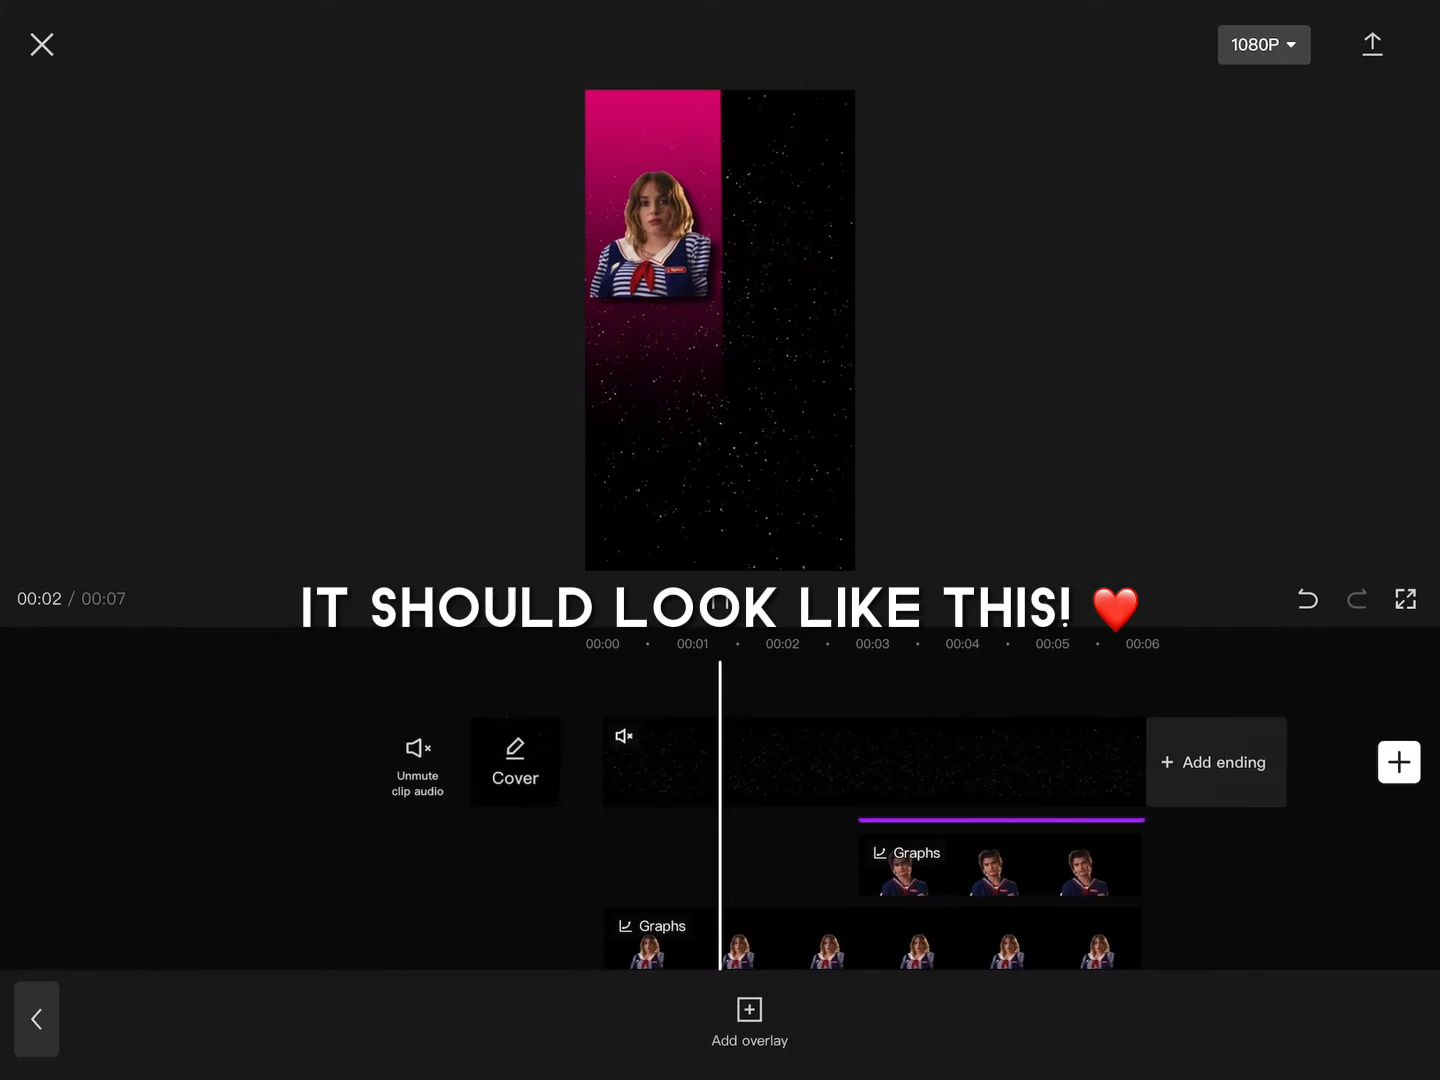 1080P
00:02 / 00:07
IT SHOULD LOOK LIKE THIS! ❤️
00:00 • 00:01 • 00:02 • 00:03 • 00:04 • 00:05 • 00:06
Unmute
clip audio
Cover
+ Add ending
Graphs
Graphs
Add overlay